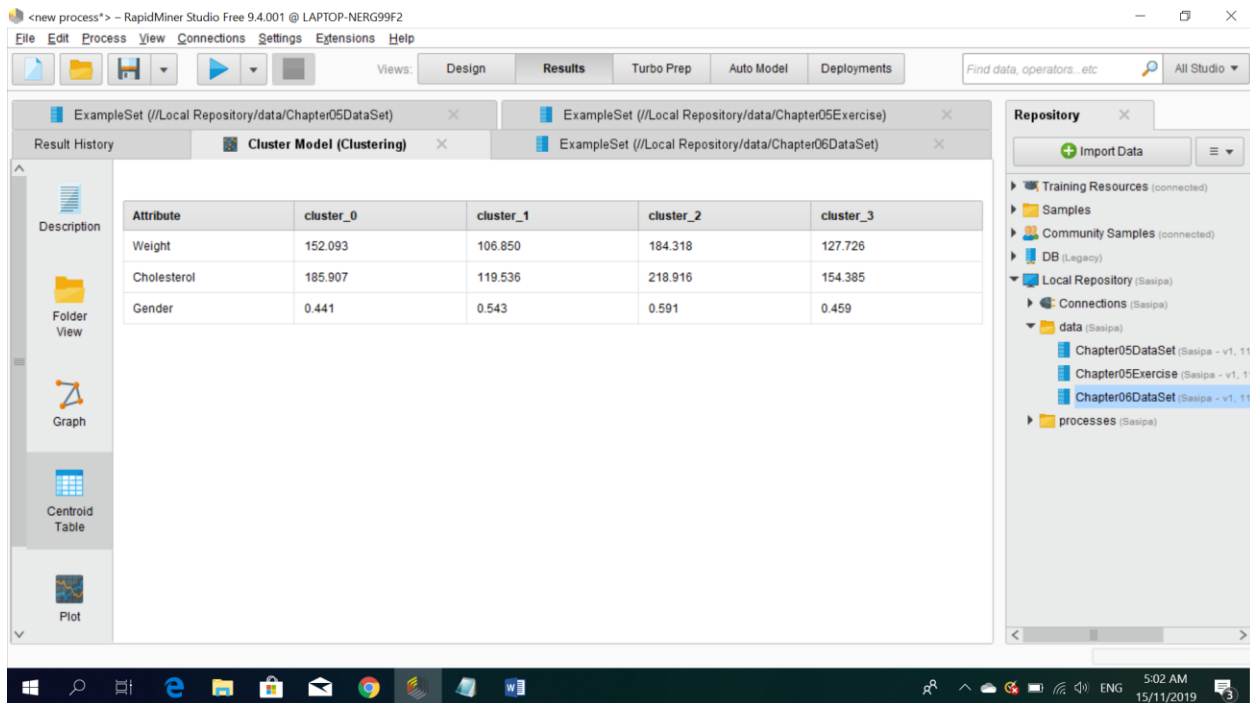 <new process*> – RapidMiner Studio Free 9.4.001 @ LAPTOP-NERG99F2
File Edit Process View Connections Settings Extensions Help
Views: Design Results Turbo Prep Auto Model Deployments Find data, operators...etc All Studio
ExampleSet (//Local Repository/data/Chapter05DataSet) ExampleSet (//Local Repository/data/Chapter05Exercise)
Result History Cluster Model (Clustering) ExampleSet (//Local Repository/data/Chapter06DataSet)
Description
Folder View
Graph
Centroid Table
Plot
Attribute cluster_0 cluster_1 cluster_2 cluster_3
Weight 152.093 106.850 184.318 127.726
Cholesterol 185.907 119.536 218.916 154.385
Gender 0.441 0.543 0.591 0.459
Repository
Import Data
Training Resources (connected)
Samples
Community Samples (connected)
DB (Legacy)
Local Repository (Sasipa)
Connections (Sasipa)
data (Sasipa)
Chapter05DataSet (Sasipa - v1, 11
Chapter05Exercise (Sasipa - v1, 1
Chapter06DataSet (Sasipa - v1, 11
processes (Sasipa)
ENG 5:02 AM
15/11/2019
3